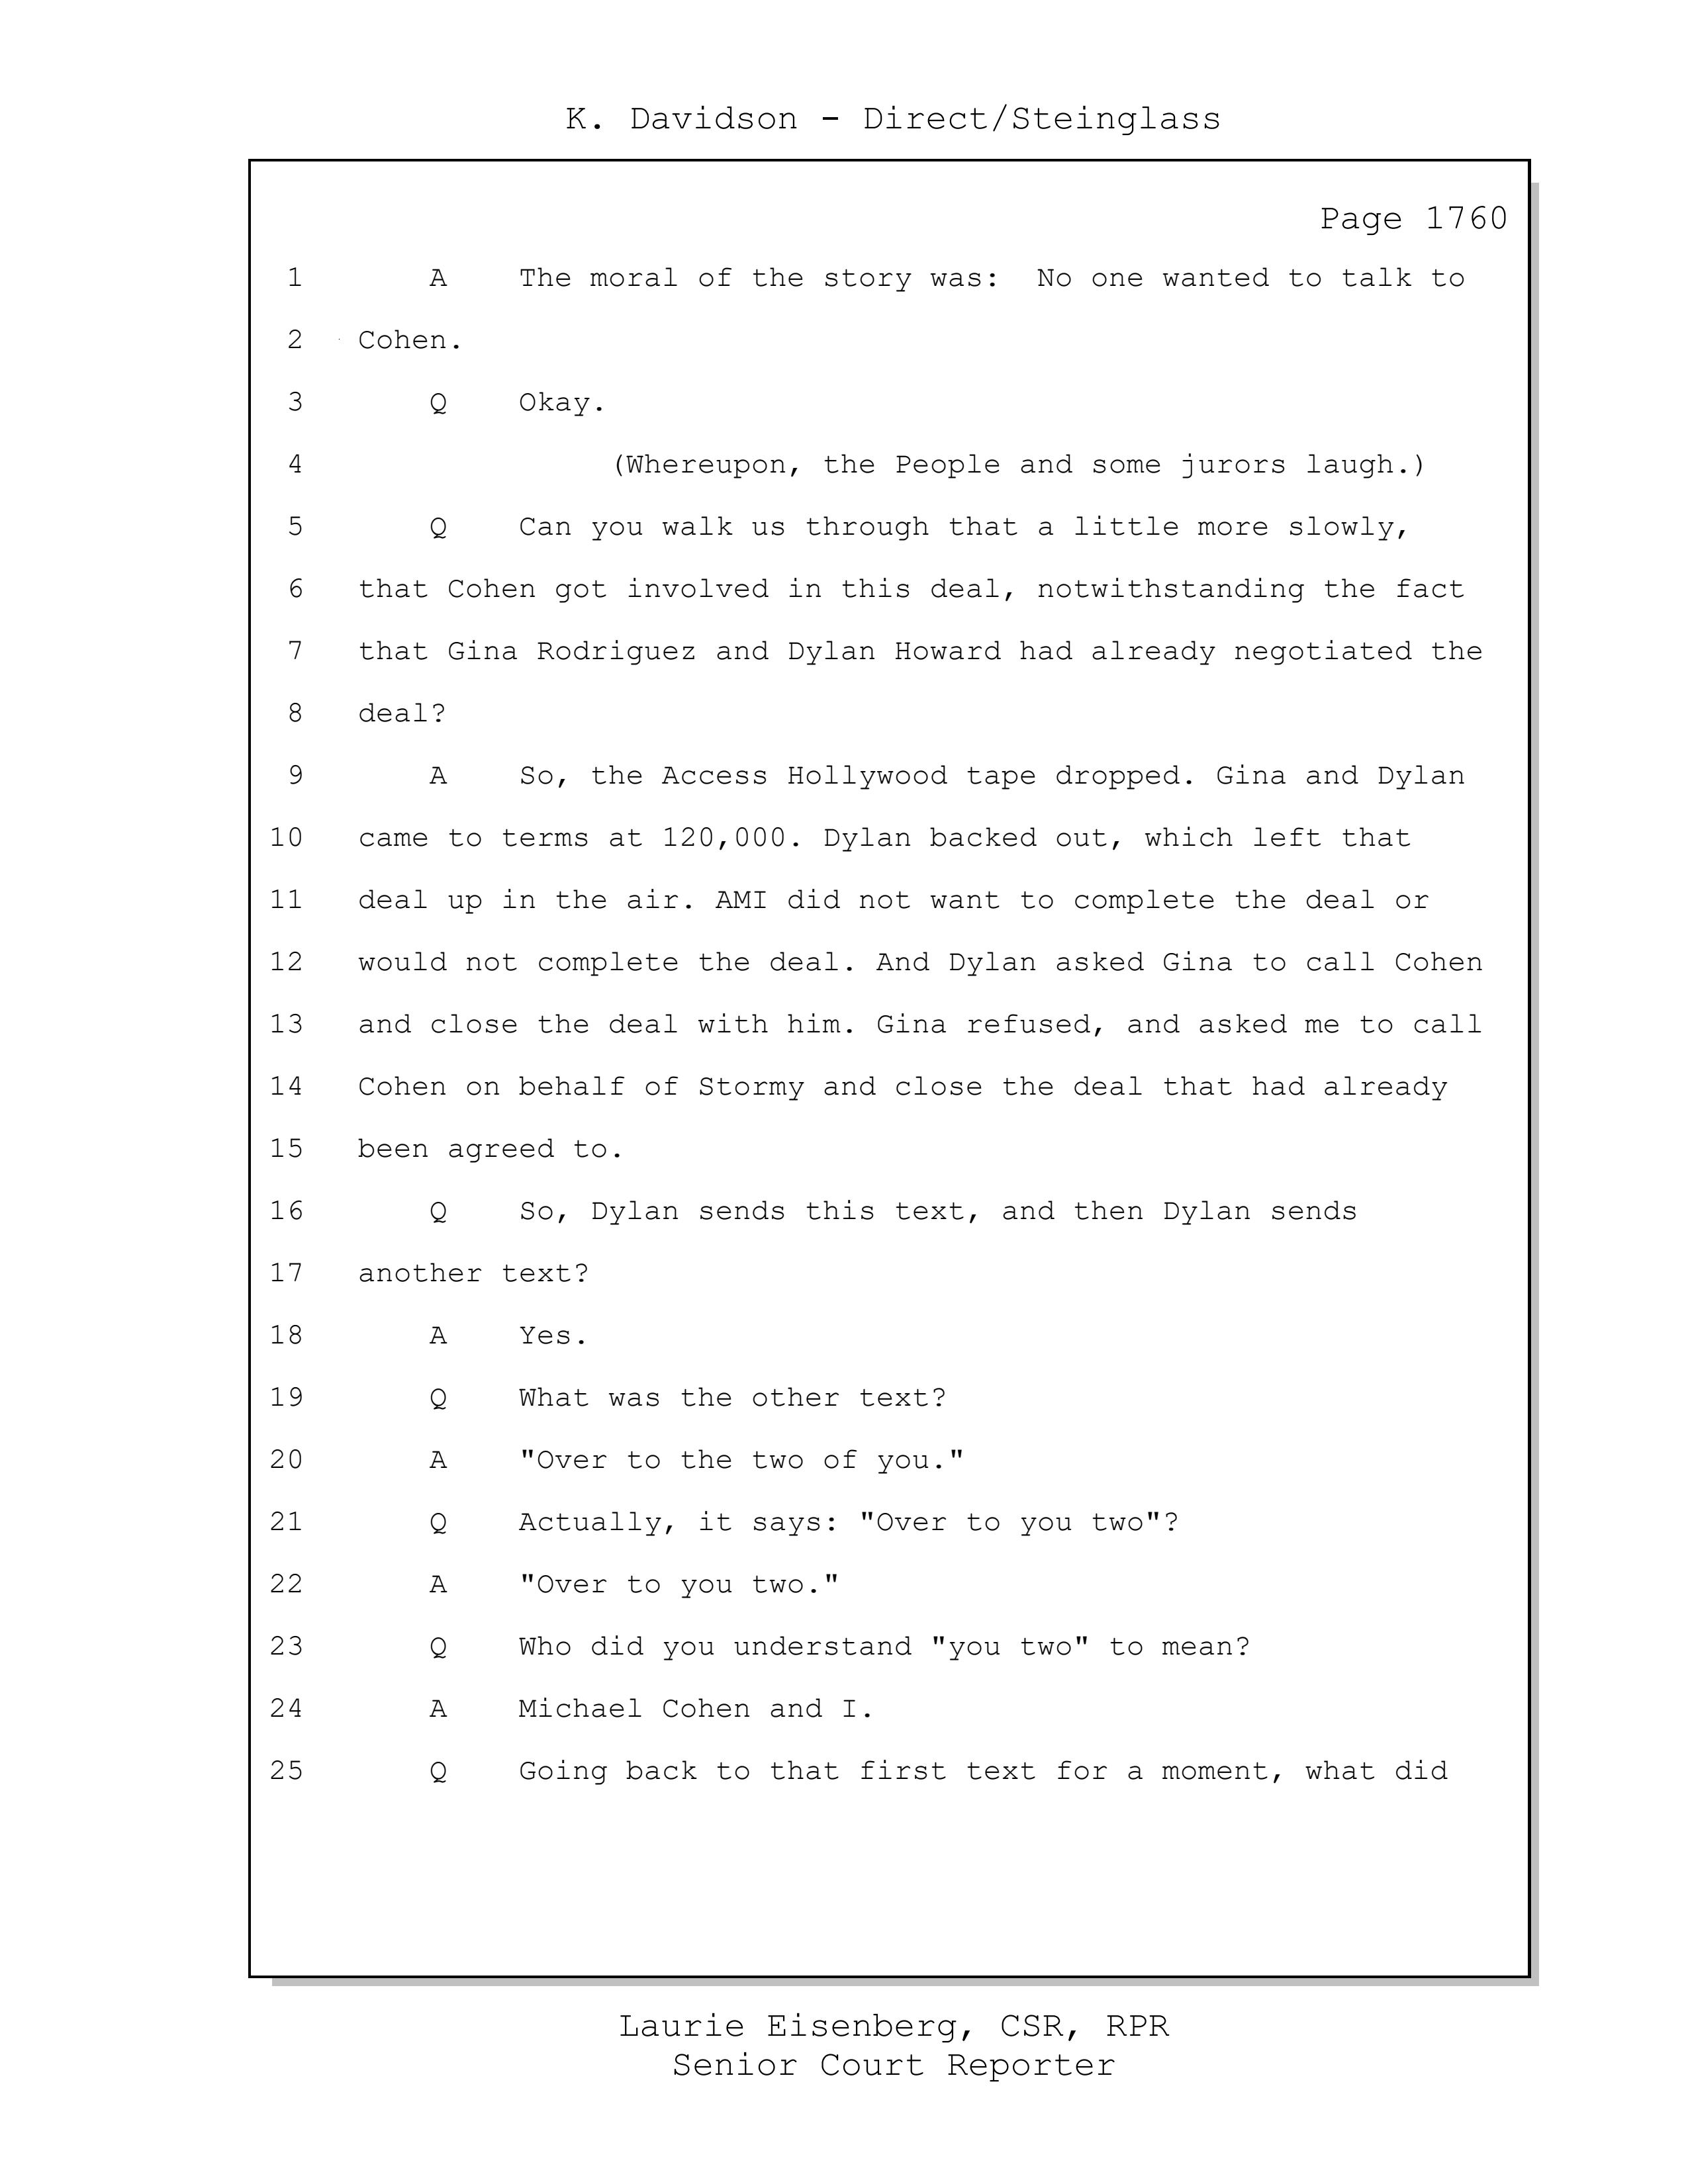 K. Davidson - Direct/Steinglass
Page 1760
1 A The moral of the story was: No one wanted to talk to
2 Cohen.
3 Q Okay.
4 (Whereupon, the People and some jurors laugh.)
5 Q Can you walk us through that a little more slowly,
6 that Cohen got involved in this deal, notwithstanding the fact
7 that Gina Rodriguez and Dylan Howard had already negotiated the
8 deal?
9 A So, the Access Hollywood tape dropped. Gina and Dylan
10 came to terms at 120,000. Dylan backed out, which left that
11 deal up in the air. AMI did not want to complete the deal or
12 would not complete the deal. And Dylan asked Gina to call Cohen
13 and close the deal with him. Gina refused, and asked me to call
14 Cohen on behalf of Stormy and close the deal that had already
15 been agreed to.
16 Q So, Dylan sends this text, and then Dylan sends
17 another text?
18 A Yes.
19 Q What was the other text?
20 A "Over to the two of you."
21 Q Actually, it says: "Over to you two"?
22 A "Over to you two."
23 Q Who did you understand "you two" to mean?
24 A Michael Cohen and I.
25 Q Going back to that first text for a moment, what did
Laurie Eisenberg, CSR, RPR
Senior Court Reporter